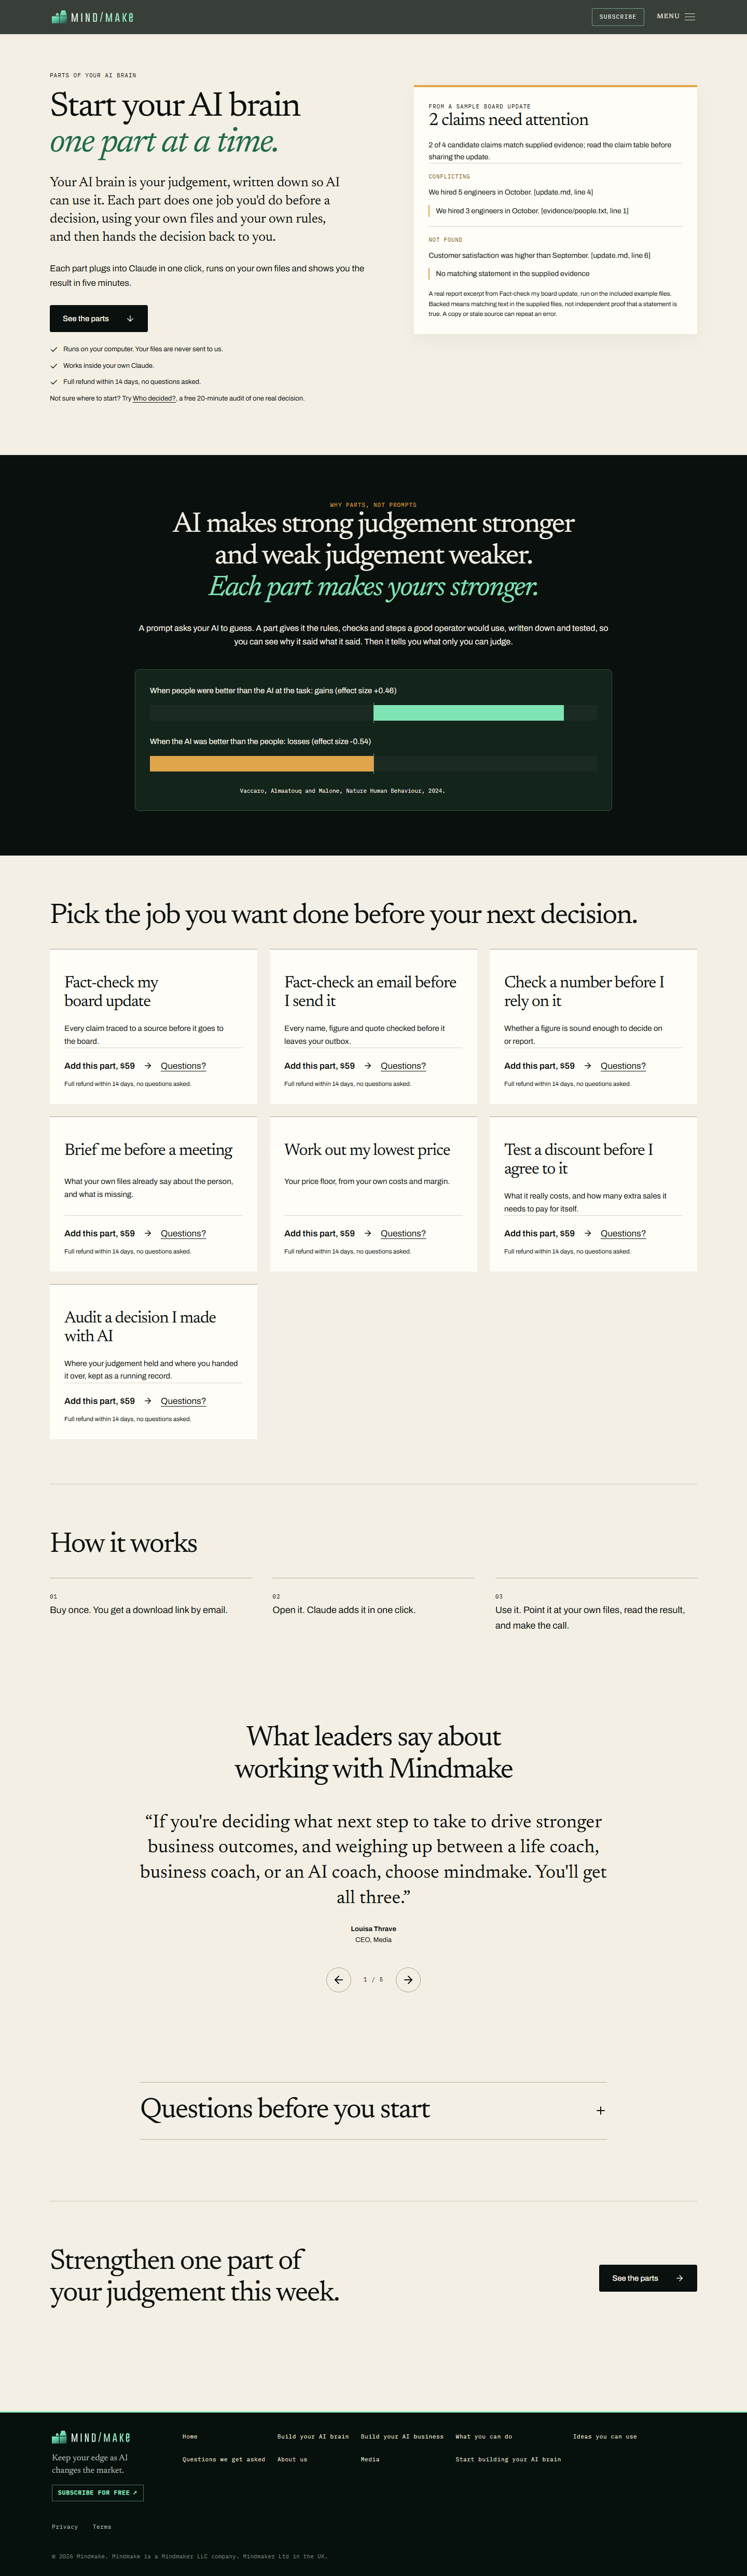 MIND/MAKE
SUBSCRIBE
MENU
PARTS OF YOUR AI BRAIN
Start your AI brain
one part at a time.
Your AI brain is your judgement, written down so AI
can use it. Each part does one job you'd do before a
decision, using your own files and your own rules,
and then hands the decision back to you.
Each part plugs into Claude in one click, runs on your own files and shows you the
result in five minutes.
See the parts
Runs on your computer. Your files are never sent to us.
Works inside your own Claude.
Full refund within 14 days, no questions asked.
Not sure where to start? Try Who decided?, a free 20-minute audit of one real decision.
FROM A SAMPLE BOARD UPDATE
2 claims need attention
2 of 4 candidate claims match supplied evidence; read the claim table before
sharing the update.
CONFLICTING
We hired 5 engineers in October. [update.md, line 4]
We hired 3 engineers in October. [evidence/people.txt, line 1]
NOT FOUND
Customer satisfaction was higher than September. [update.md, line 6]
No matching statement in the supplied evidence
A real report excerpt from Fact-check my board update, run on the included example files.
Backed means matching text in the supplied files, not independent proof that a statement is
true. A copy or stale source can repeat an error.
WHY PARTS, NOT PROMPTS
AI makes strong judgement stronger
and weak judgement weaker.
Each part makes yours stronger.
A prompt asks your AI to guess. A part gives it the rules, checks and steps a good operator would use, written down and tested, so
you can see why it said what it said. Then it tells you what only you can judge.
When people were better than the AI at the task: gains (effect size +0.46)
When the AI was better than the people: losses (effect size -0.54)
Vaccaro, Almaatouq and Malone, Nature Human Behaviour, 2024.
Pick the job you want done before your next decision.
Fact-check my
board update
Every claim traced to a source before it goes to
the board.
Add this part, $59
Questions?
Full refund within 14 days, no questions asked.
Fact-check an email before
I send it
Every name, figure and quote checked before it
leaves your outbox.
Add this part, $59
Questions?
Full refund within 14 days, no questions asked.
Check a number before I
rely on it
Whether a figure is sound enough to decide on
or report.
Add this part, $59
Questions?
Full refund within 14 days, no questions asked.
Brief me before a meeting
What your own files already say about the person,
and what is missing.
Add this part, $59
Questions?
Full refund within 14 days, no questions asked.
Work out my lowest price
Your price floor, from your own costs and margin.
Add this part, $59
Questions?
Full refund within 14 days, no questions asked.
Test a discount before I
agree to it
What it really costs, and how many extra sales it
needs to pay for itself.
Add this part, $59
Questions?
Full refund within 14 days, no questions asked.
Audit a decision I made
with AI
Where your judgement held and where you handed
it over, kept as a running record.
Add this part, $59
Questions?
Full refund within 14 days, no questions asked.
How it works
01
Buy once. You get a download link by email.
02
Open it. Claude adds it in one click.
03
Use it. Point it at your own files, read the result,
and make the call.
What leaders say about
working with Mindmake
“If you're deciding what next step to take to drive stronger
business outcomes, and weighing up between a life coach,
business coach, or an AI coach, choose mindmake. You'll get
all three.”
Louisa Thrave
CEO, Media
1 / 5
Questions before you start
+
Strengthen one part of
your judgement this week.
See the parts
MIND/MAKE
Keep your edge as AI
changes the market.
SUBSCRIBE FOR FREE ↗
Home
Build your AI brain
Build your AI business
What you can do
Ideas you can use
Questions we get asked
About us
Media
Start building your AI brain
Privacy
Terms
© 2026 Mindmake. Mindmake is a Mindmaker LLC company. Mindmaker Ltd in the UK.